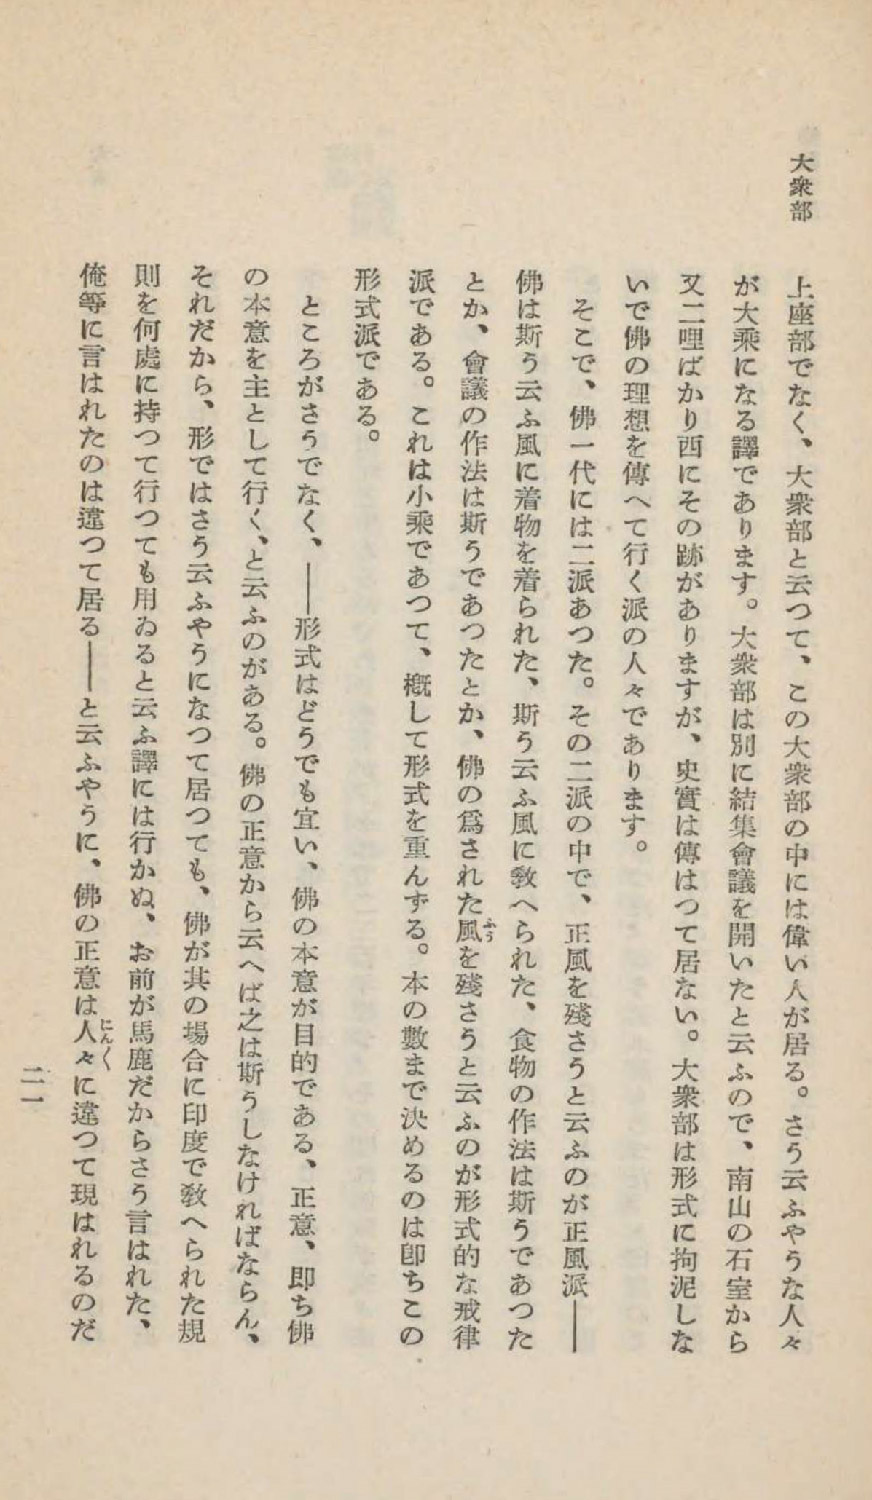 大衆部
上座部でなく、大衆部と云つて、この大衆部の中には偉い人が居る。さう云ふやうな人々
が大乘になる譯であります。大衆部は別に結集會議を開いたと云ふので、南山の石室から
又二哩ばかり西にその跡がありますが、史實は傳はつて居ない。大衆部は形式に拘泥しな
いで佛の理想を傳へて行く派の人々であります。
そこで、佛一代には二派あつた。その二派の中で、正風を殘さうと云ふのが正風派――
佛は斯う云ふ風に着物を着られた、斯う云ふ風に敎へられた、食物の作法は斯うであつた
とか、會議の作法は斯うであつたとか、佛の爲された風ふうを殘さうと云ふのが形式的な戒律
派である。これは小乘であつて、槪して形式を重んずる。本の數まで決めるのは卽ちこの
形式派である。
ところがさうでなく、――形式はどうでも宜い、佛の本意が目的である、正意、卽ち佛
の本意を主として行く、と云ふのがある。佛の正意から云へば之は斯うしなければならん、
それだから、形ではさう云ふやうになつて居つても、佛が其の場合に印度で敎へられた規
則を何處に持つて行つても用ゐると云ふ譯には行かぬ、お前が馬鹿だからさう言はれた、
俺等に言はれたのは違つて居る――と云ふやうに、佛の正意は人々にんくに違つて現はれるのだ
二一